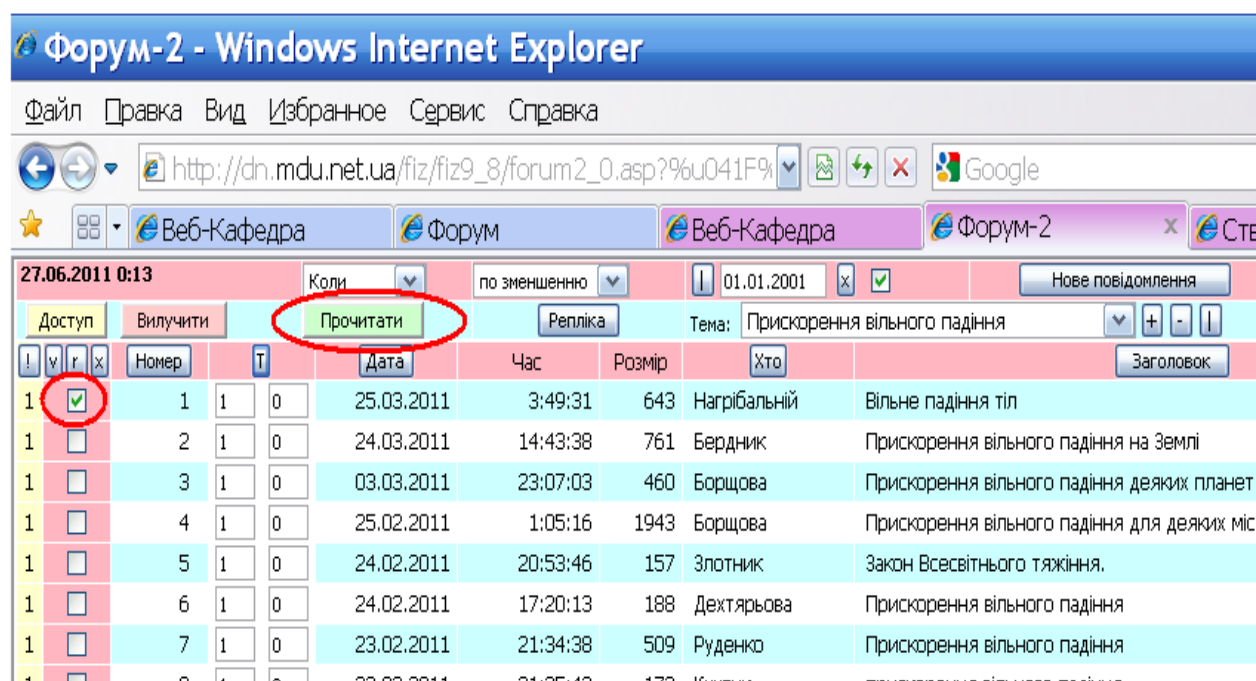 Форум-2 - Windows Internet Explorer
Файл Правка Вид Избранное Сервис Справка
http://dn.mdu.net.ua/fiz/fiz9_8/forum2_0.asp?%u041F% Google
Веб-Кафедра Форум Веб-Кафедра Форум-2 x Ств
27.06.2011 0:13 Коли по зменшенню | 01.01.2001 x Нове повідомлення
Доступ Вилучити Прочитати Репліка Тема: Прискорення вільного падіння + - |
! v r x Номер T Дата Час Розмір Хто Заголовок
1 1 1 0 25.03.2011 3:49:31 643 Нагрібальній Вільне падіння тіл
1 2 1 0 24.03.2011 14:43:38 761 Бердник Прискорення вільного падіння на Землі
1 3 1 0 03.03.2011 23:07:03 460 Борщова Прискорення вільного падіння деяких планет
1 4 1 0 25.02.2011 1:05:16 1943 Борщова Прискорення вільного падіння для деяких міс
1 5 1 0 24.02.2011 20:53:46 157 Злотник Закон Всесвітнього тяжіння.
1 6 1 0 24.02.2011 17:20:13 188 Дехтярьова Прискорення вільного падіння
1 7 1 0 23.02.2011 21:34:38 509 Руденко Прискорення вільного падіння